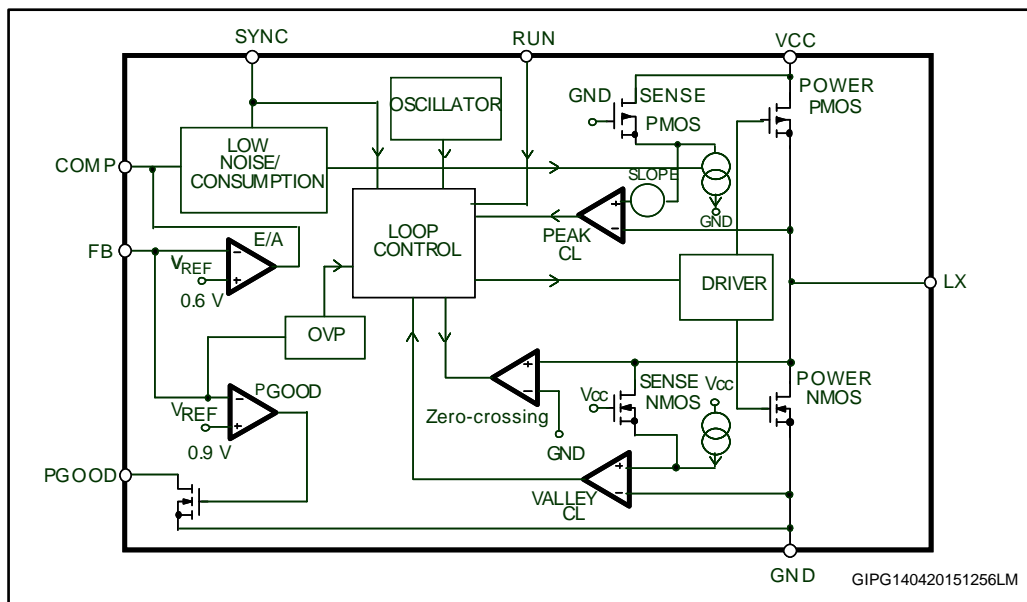 SYNC
RUN
VCC
OSCILLATOR
GND
SENSE
PMOS
POWER
PMOS
LOW
NOISE/
CONSUMPTION
COMP
SLOPE
GND
+
-
PEAK
CL
LOOP
CONTROL
E/A
FB
VREF
-
+
0.6 V
DRIVER
LX
OVP
PGOOD
VREF
-
+
0.9 V
+
-
Zero-crossing
GND
Vcc
SENSE
NMOS
Vcc
POWER
NMOS
PGOOD
+
-
VALLEY
CL
GND
GIPG140420151256LM